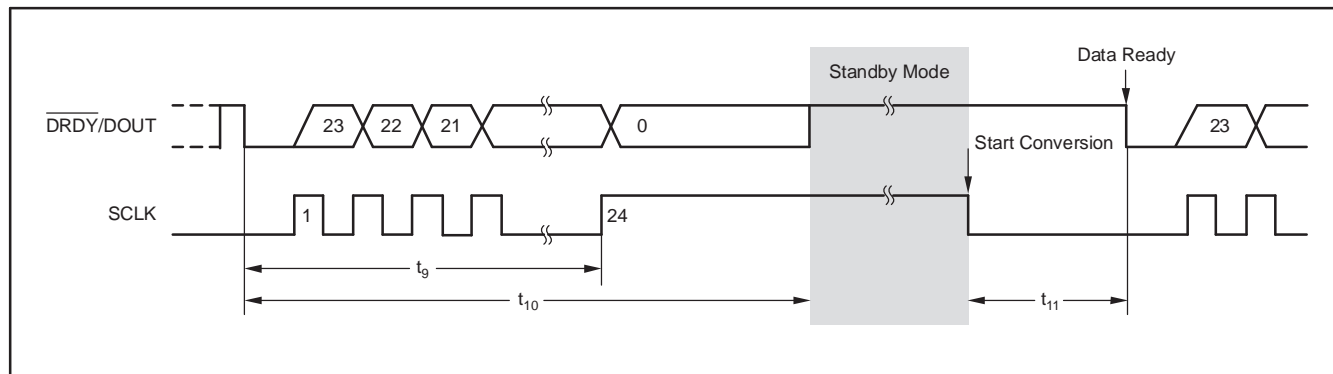 Data Ready
Standby Mode
DRDY/DOUT
23
22
21
0
23
Start Conversion
SCLK
1
24
t9
t10
t11